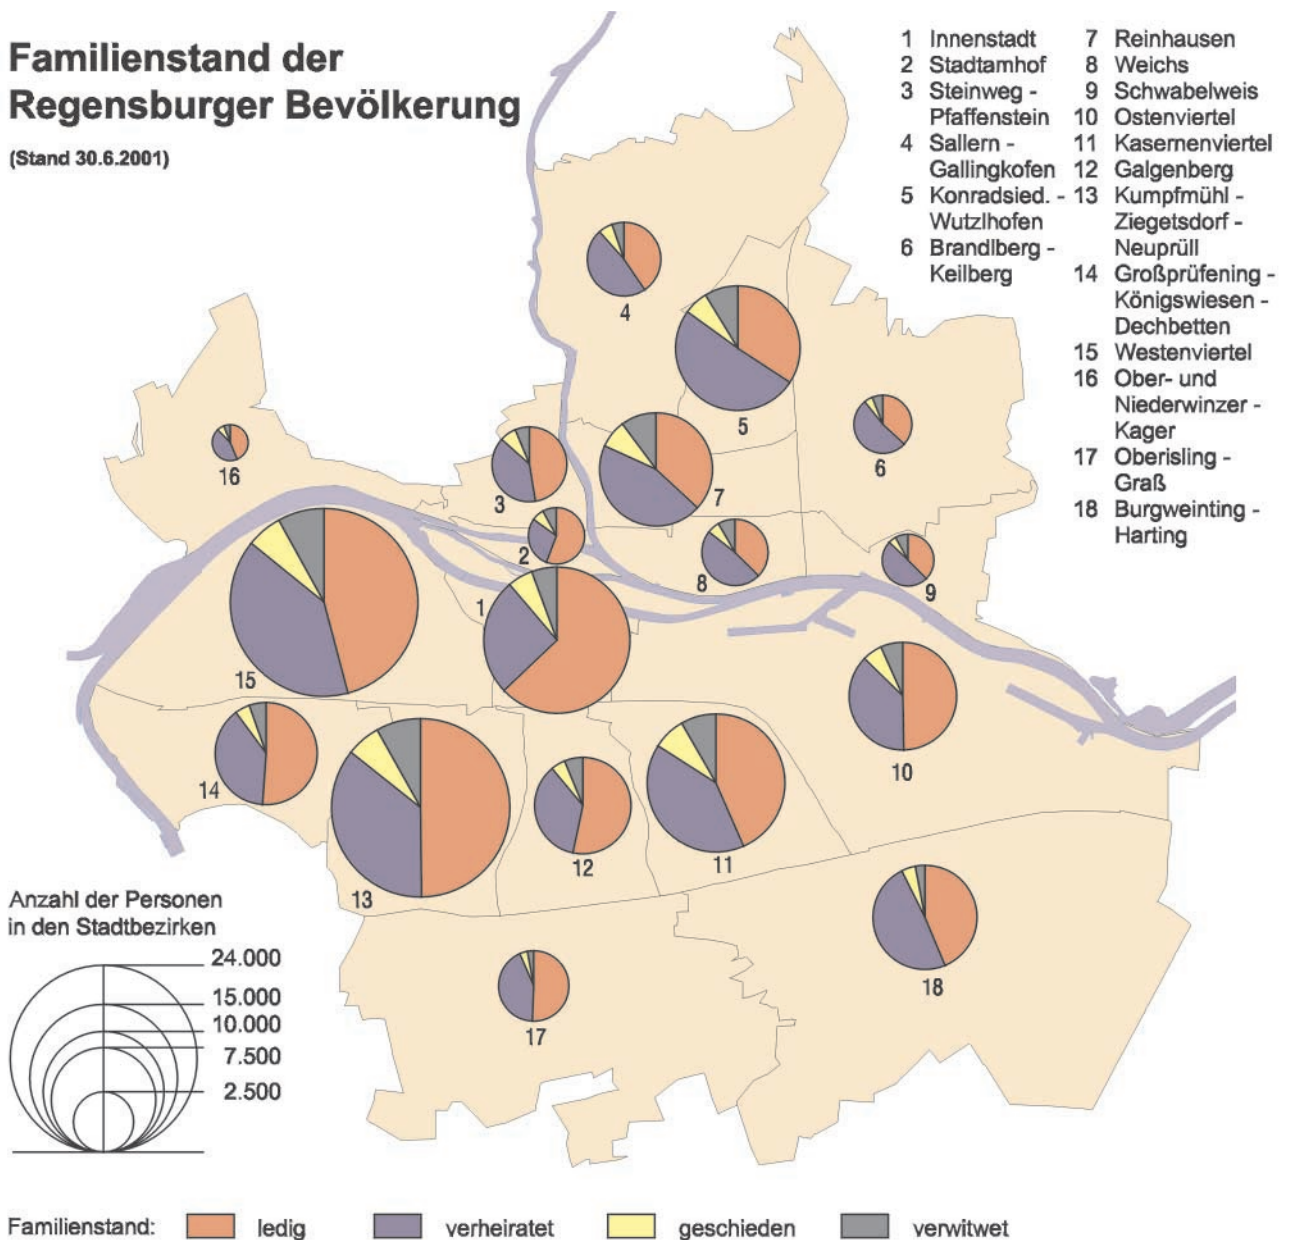 Familienstand der
Regensburger Bevölkerung
(Stand 30.6.2001)
1 Innenstadt
2 Stadtamhof
3 Steinweg -
Pfaffenstein
4 Sallern -
Gallingkofen
5 Konradsied. -
Wutzlhofen
6 Brandlberg -
Keilberg
7 Reinhausen
8 Weichs
9 Schwabelweis
10 Ostenviertel
11 Kasernenviertel
12 Galgenberg
13 Kumpfmühl -
Ziegetsdorf -
Neuprüll
14 Großprüfening -
Königswiesen -
Dechbetten
15 Westenviertel
16 Ober- und
Niederwinzer -
Kager
17 Oberisling -
Graß
18 Burgweinting -
Harting
4
5
6
16
3
7
2
8
9
1
15
10
14
13
12
11
18
17
Anzahl der Personen
in den Stadtbezirken
24.000
15.000
10.000
7.500
2.500
Familienstand: ledig verheiratet geschieden verwitwet